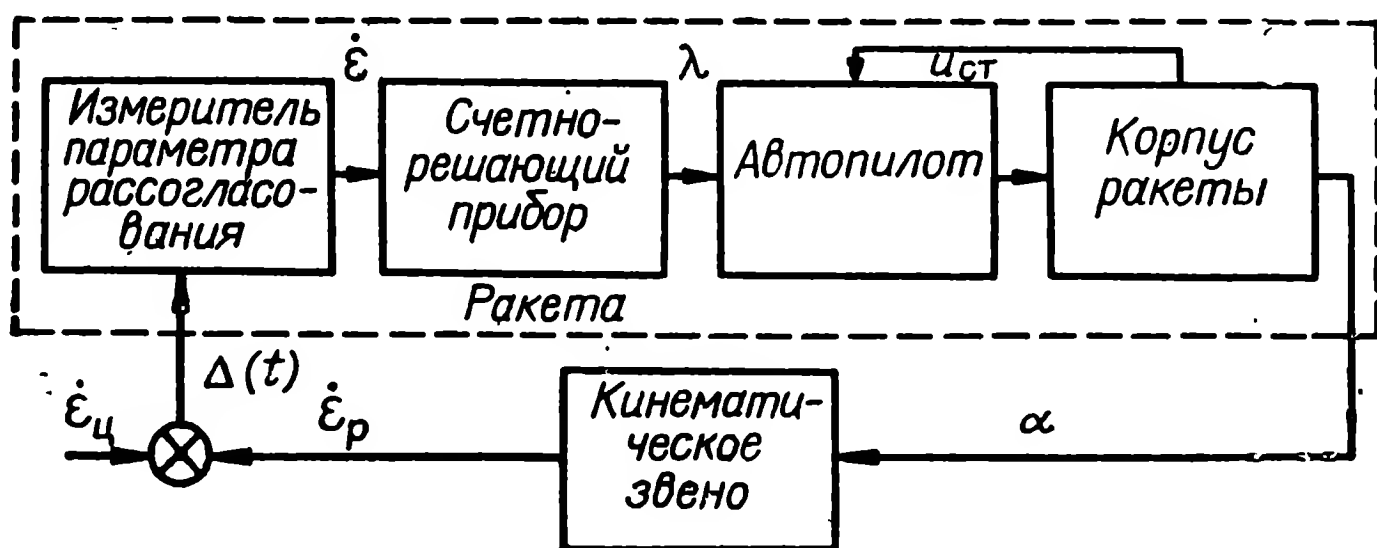 ε̇
λ
u_ст
Измеритель
параметра
рассогласо-
вания
Счетно-
решающий
прибор
Автопилот
Корпус
ракеты
Ракета
Δ(t)
ε̇_ц
ε̇_р
Кинемати-
ческое
звено
α